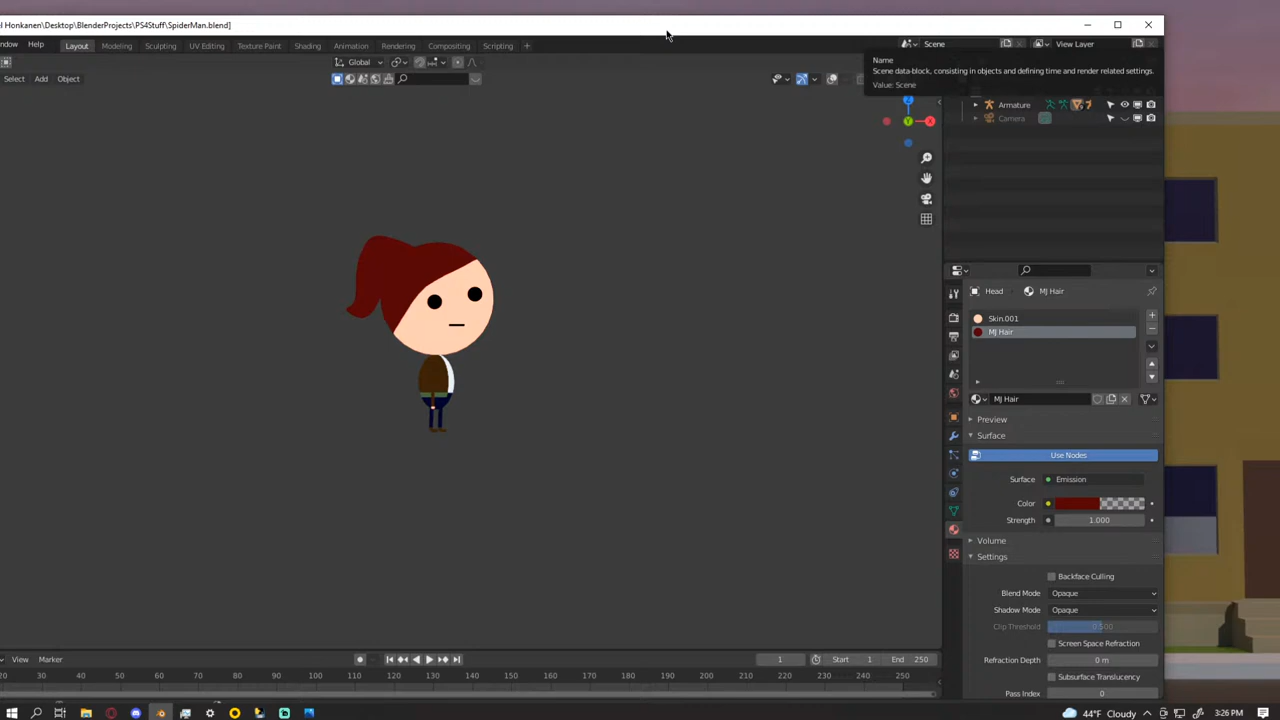 el Honkanen\Desktop\BlenderProjects\PS4Stuff\SpiderMan.blend]
ndow Help Layout Modeling Sculpting UV Editing Texture Paint Shading Animation Rendering Compositing Scripting + Scene View Layer
Global
Select Add Object
Name
Scene data-block, consisting in objects and defining time and render related settings.
Value: Scene
Z
Y X
Armature
Camera
Head MJ Hair
Skin.001
MJ Hair
MJ Hair
Preview
Surface
Use Nodes
Surface Emission
Color
Strength 1.000
Volume
Settings
Backface Culling
Blend Mode Opaque
Shadow Mode Opaque
Clip Threshold 0.500
Screen Space Refraction
Refraction Depth 0 m
Subsurface Translucency
Pass Index 0
View Marker 1 Start 1 End 250
20 30 40 50 60 70 80 90 100 110 120 130 140 150 160 170 180 190 200 210 220 230 240 250
44°F Cloudy 3:26 PM